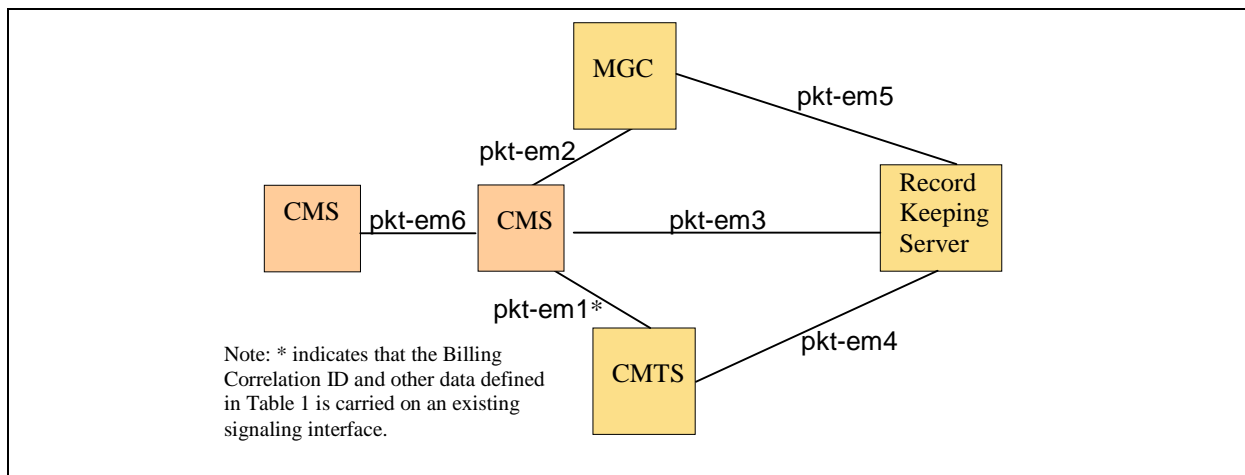 MGC
pkt-em5
pkt-em2
Record
Keeping
Server
CMS
pkt-em6
CMS
pkt-em3
pkt-em1*
CMTS
pkt-em4
Note: * indicates that the Billing
Correlation ID and other data defined
in Table 1 is carried on an existing
signaling interface.